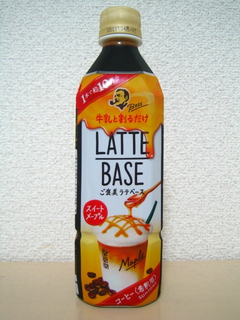 1本で約10杯分
Boss
牛乳と割るだけ
LATTE
BASE
ご褒美ラテベース
スイート
メープル
Maple
コーヒー(希釈用)